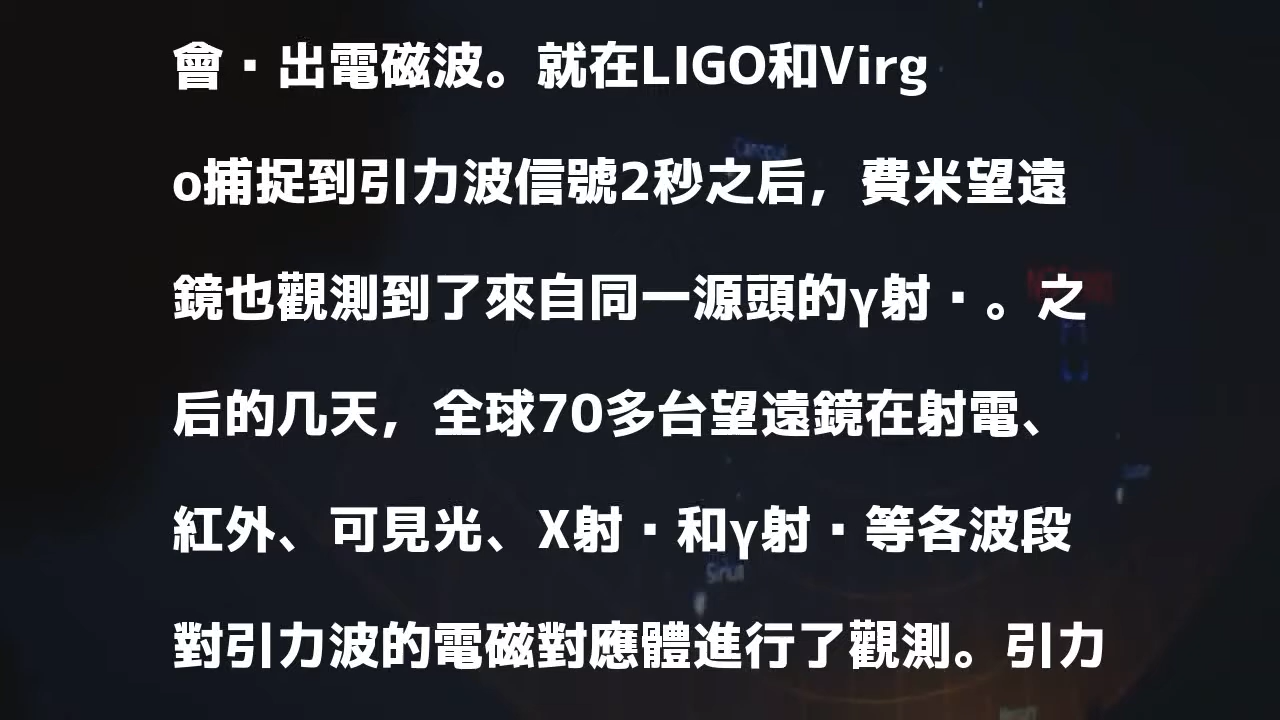 會▪出電磁波。就在LIGO和Virg
o捕捉到引力波信號2秒之后，費米望遠
鏡也觀測到了來自同一源頭的γ射▪。之
后的几天，全球70多台望遠鏡在射電、
紅外、可見光、X射▪和γ射▪等各波段
對引力波的電磁對應體進行了觀測。引力
Canopus
Sirius